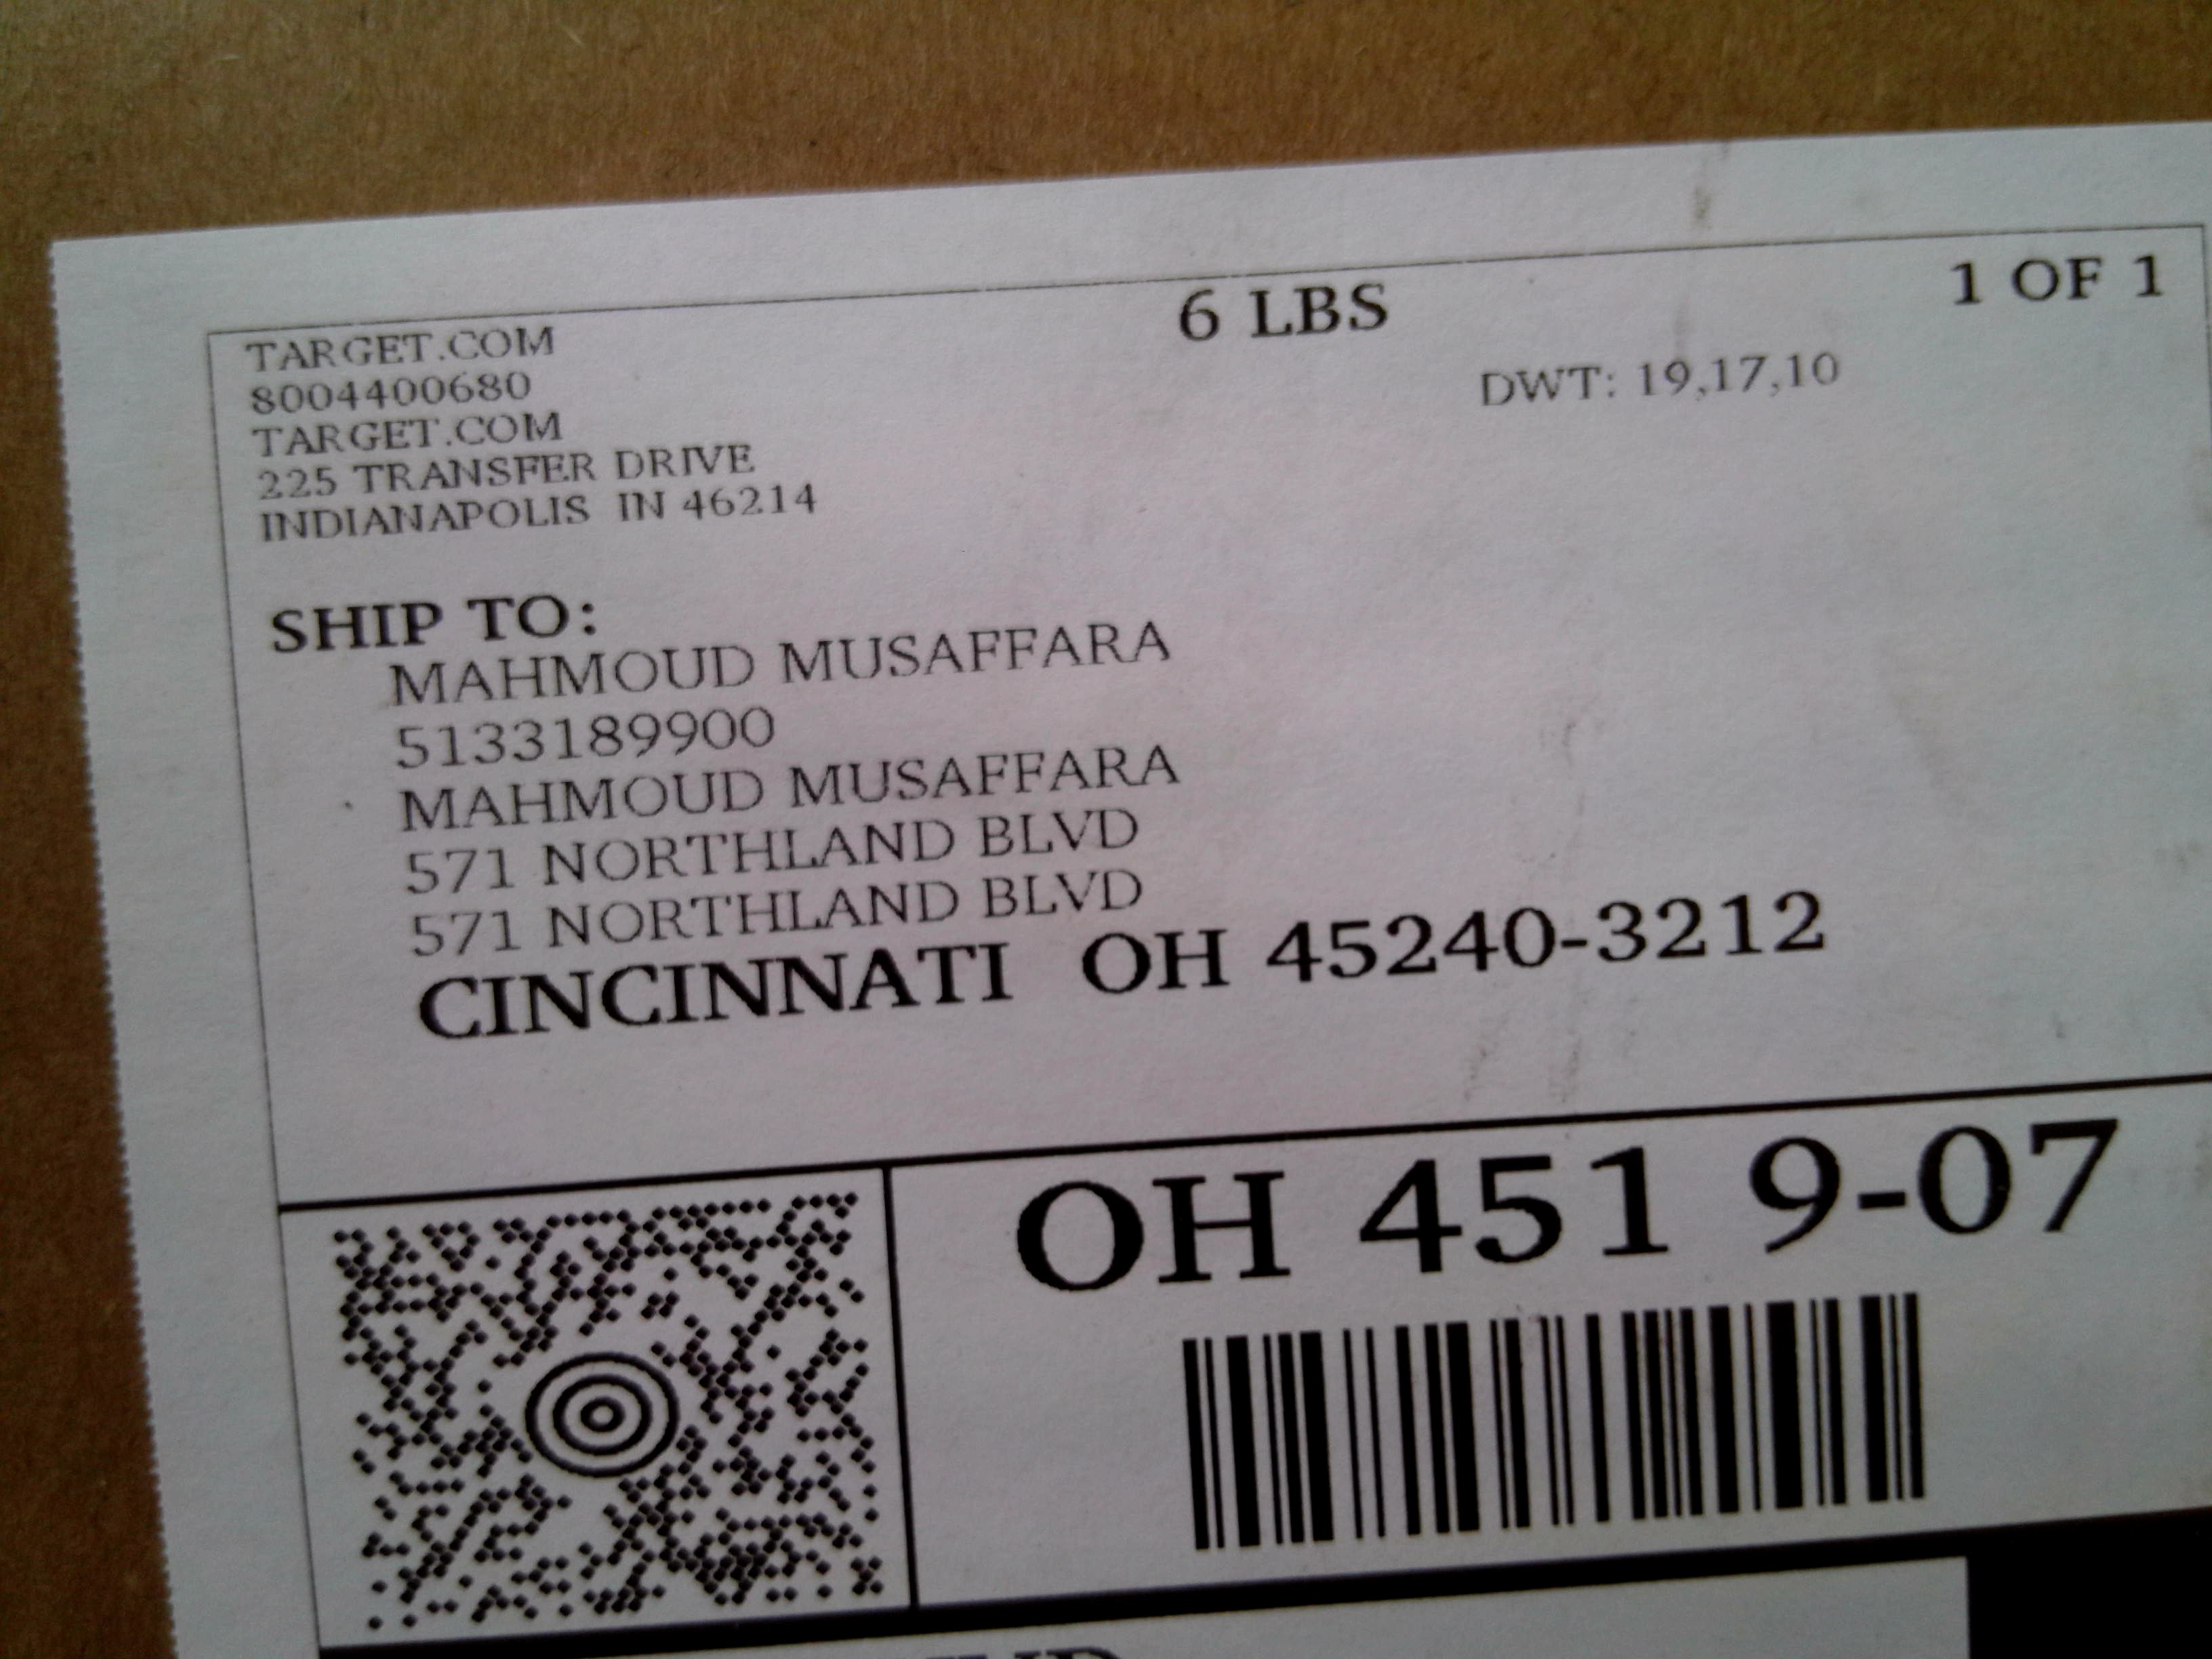 6 LBS
1 OF 1
TARGET.COM
8004400680
TARGET.COM
225 TRANSFER DRIVE
INDIANAPOLIS IN 46214
DWT: 19,17,10
SHIP TO:
MAHMOUD MUSAFFARA
5133189900
MAHMOUD MUSAFFARA
571 NORTHLAND BLVD
571 NORTHLAND BLVD
CINCINNATI OH 45240-3212
OH 451 9-07